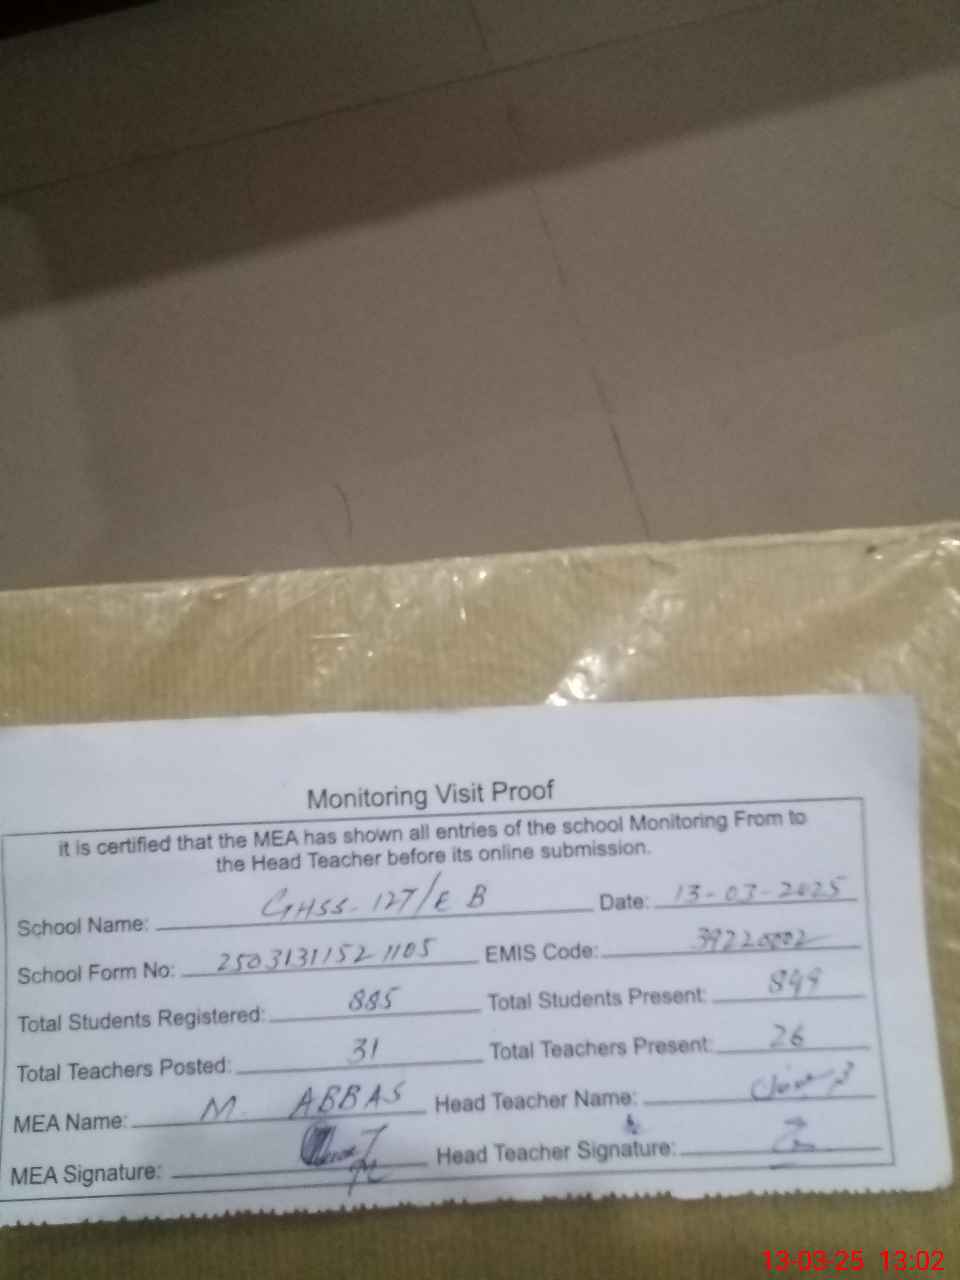 Monitoring Visit Proof
it is certified that the MEA has shown all entries of the school Monitoring From to
the Head Teacher before its online submission.
School Name: GHSS-127/E B Date: 13-03-2025
School Form No: 25031311521105 EMIS Code: 39220002
Total Students Registered: 885 Total Students Present:
Total Teachers Posted: 31 Total Teachers Present: 26
MEA Name: M. ABBAS Head Teacher Name:
MEA Signature: Head Teacher Signature:
13-03-25 13:02